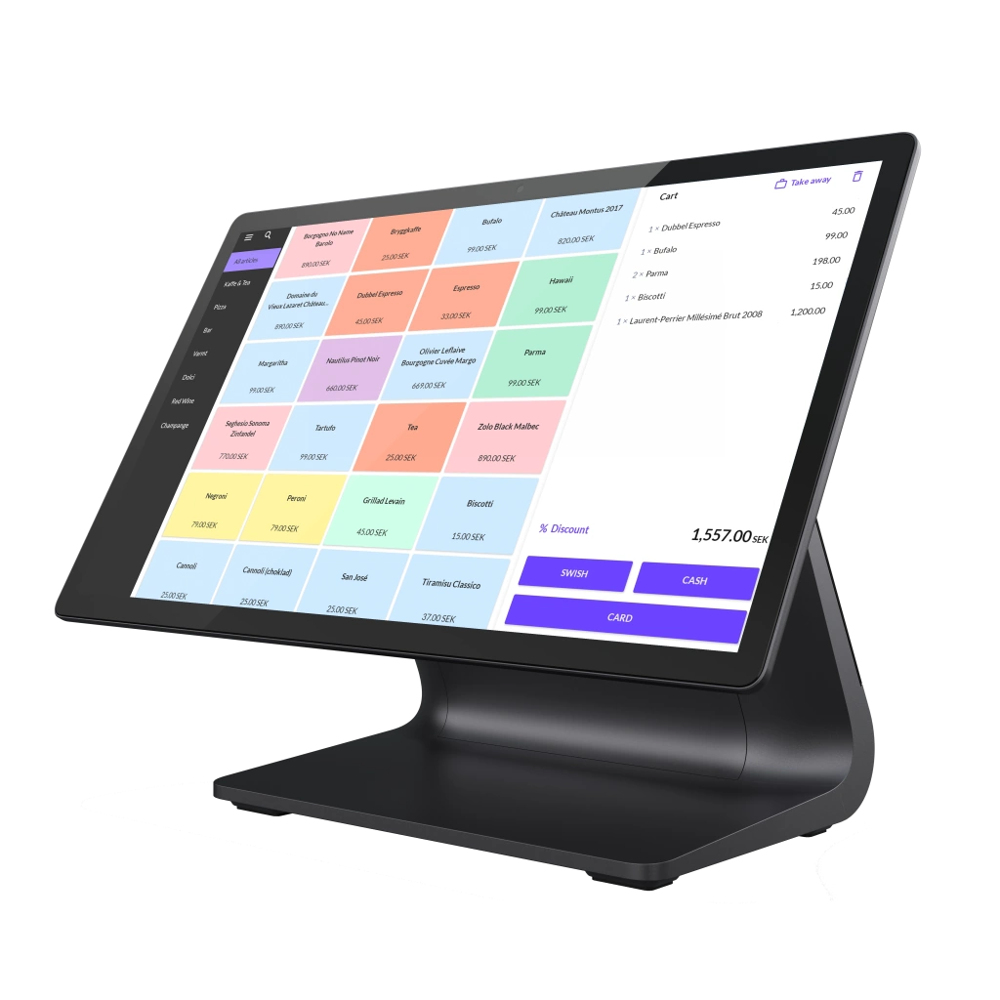 All articles
Kaffe & Tea
Pizza
Bar
Varmt
Dolci
Red Wine
Champange
Borgogno No Name
Barolo
890.00 SEK
Bryggkaffe
25.00 SEK
Bufalo
99.00 SEK
Château Montus 2017
820.00 SEK
Domaine du
Vieux Lazaret Château...
890.00 SEK
Dubbel Espresso
45.00 SEK
Espresso
33.00 SEK
Hawaii
99.00 SEK
Margaritha
99.00 SEK
Nautilus Pinot Noir
660.00 SEK
Olivier Leflaive
Bourgogne Cuvée Margo
669.00 SEK
Parma
99.00 SEK
Seghesio Sonoma
Zinfandel
770.00 SEK
Tartufo
99.00 SEK
Tea
25.00 SEK
Zolo Black Malbec
890.00 SEK
Negroni
79.00 SEK
Peroni
79.00 SEK
Grillad Levain
45.00 SEK
Biscotti
15.00 SEK
Cannoli
25.00 SEK
Cannoli (choklad)
25.00 SEK
San José
25.00 SEK
Tiramisu Classico
37.00 SEK
Cart
Take away
1 × Dubbel Espresso 45.00
1 × Bufalo 99.00
2 × Parma 198.00
1 × Biscotti 15.00
1 × Laurent-Perrier Millésimé Brut 2008 1,200.00
% Discount
1,557.00 SEK
SWISH
CASH
CARD